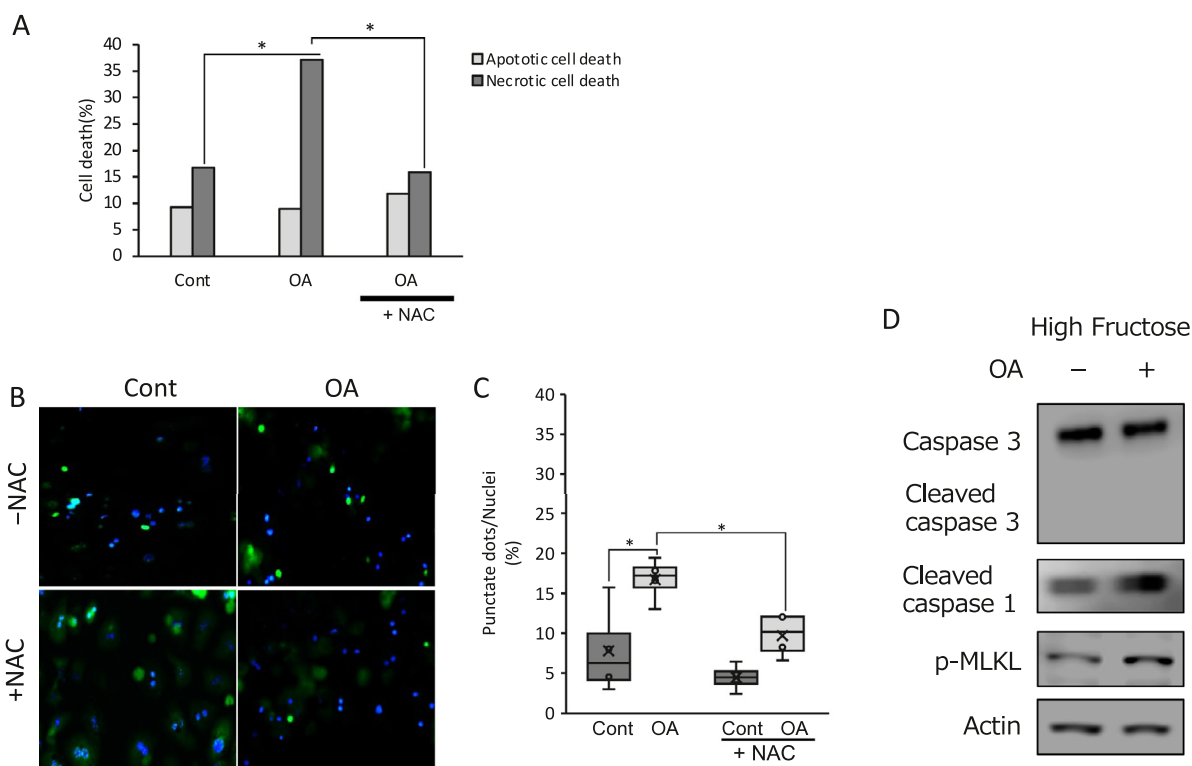 A
40
35
30
25
20
15
10
5
0
Cell death(%)
*
*
Apototic cell death
Necrotic cell death
Cont
OA
OA
+ NAC
B
Cont
OA
−NAC
+NAC
C
40
35
30
25
20
15
10
5
0
Punctate dots/Nuclei
(%)
*
*
Cont
OA
Cont
OA
+ NAC
D
High Fructose
OA − +
Caspase 3
Cleaved
caspase 3
Cleaved
caspase 1
p-MLKL
Actin